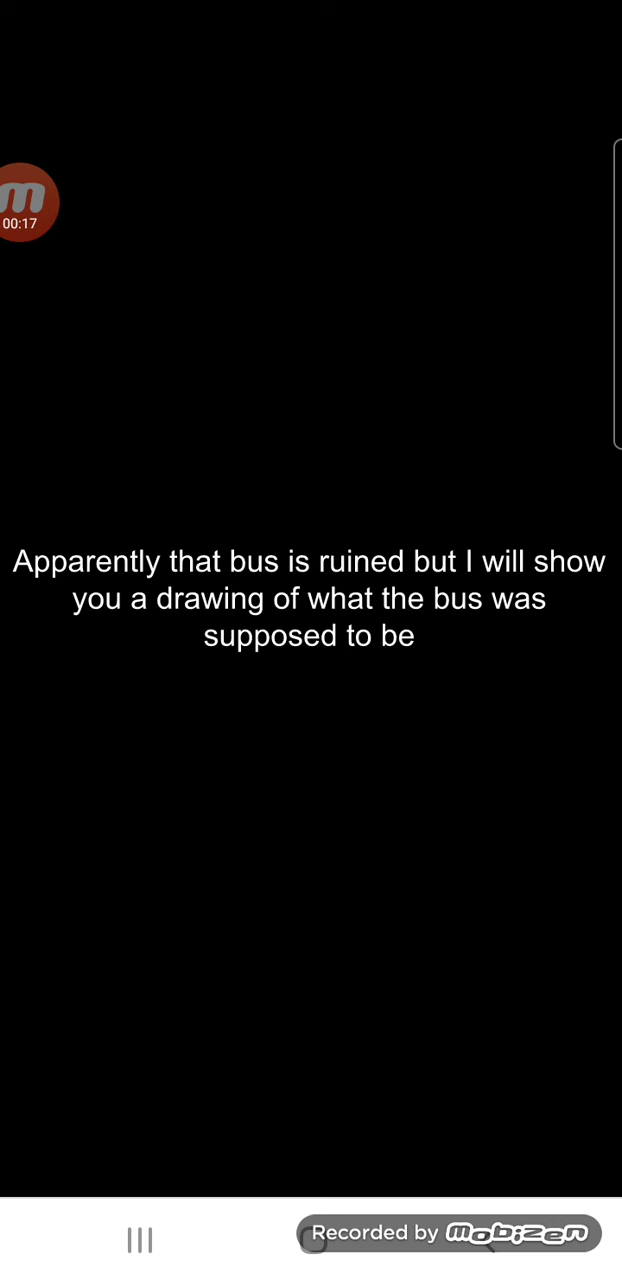 m
00:17
Apparently that bus is ruined but I will show
you a drawing of what the bus was
supposed to be
Recorded by mobizen